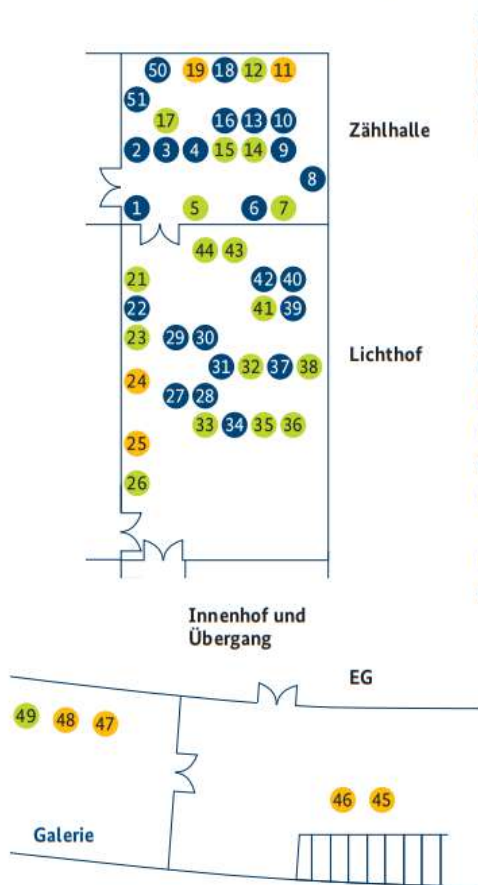 50 19 18 12 11
51
17 16 13 10
Zählhalle
2 3 4 15 14 9
8
1 5 6 7
44 43
21 42 40
22 41 39
23 29 30
Lichthof
31 32 37 38
24
27 28
33 34 35 36
25
26
Innenhof und
Übergang
EG
49 48 47
46 45
Galerie